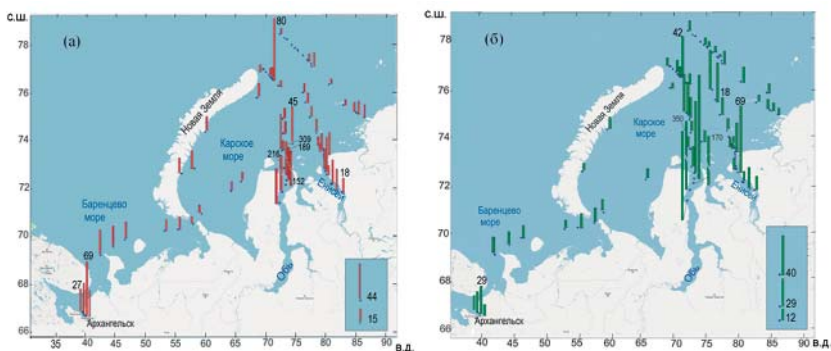 С.Ш.
(а)
80
78
76
74
72
70
68
66
Новая Земля
Карское
море
45
309
189
216
152
18
Енисей
Баренцево
море
69
27
Обь
Архангельск
44
15
35 40 45 50 55 60 65 70 75 80 85 90 В.Д.
С.Ш.
(б)
42
78
76
74
72
70
68
66
Новая Земля
Карское
море
18
69
350
170
Енисей
Баренцево
море
29
Обь
Архангельск
40
29
12
40 45 50 55 60 65 70 75 80 85 90 В.Д.